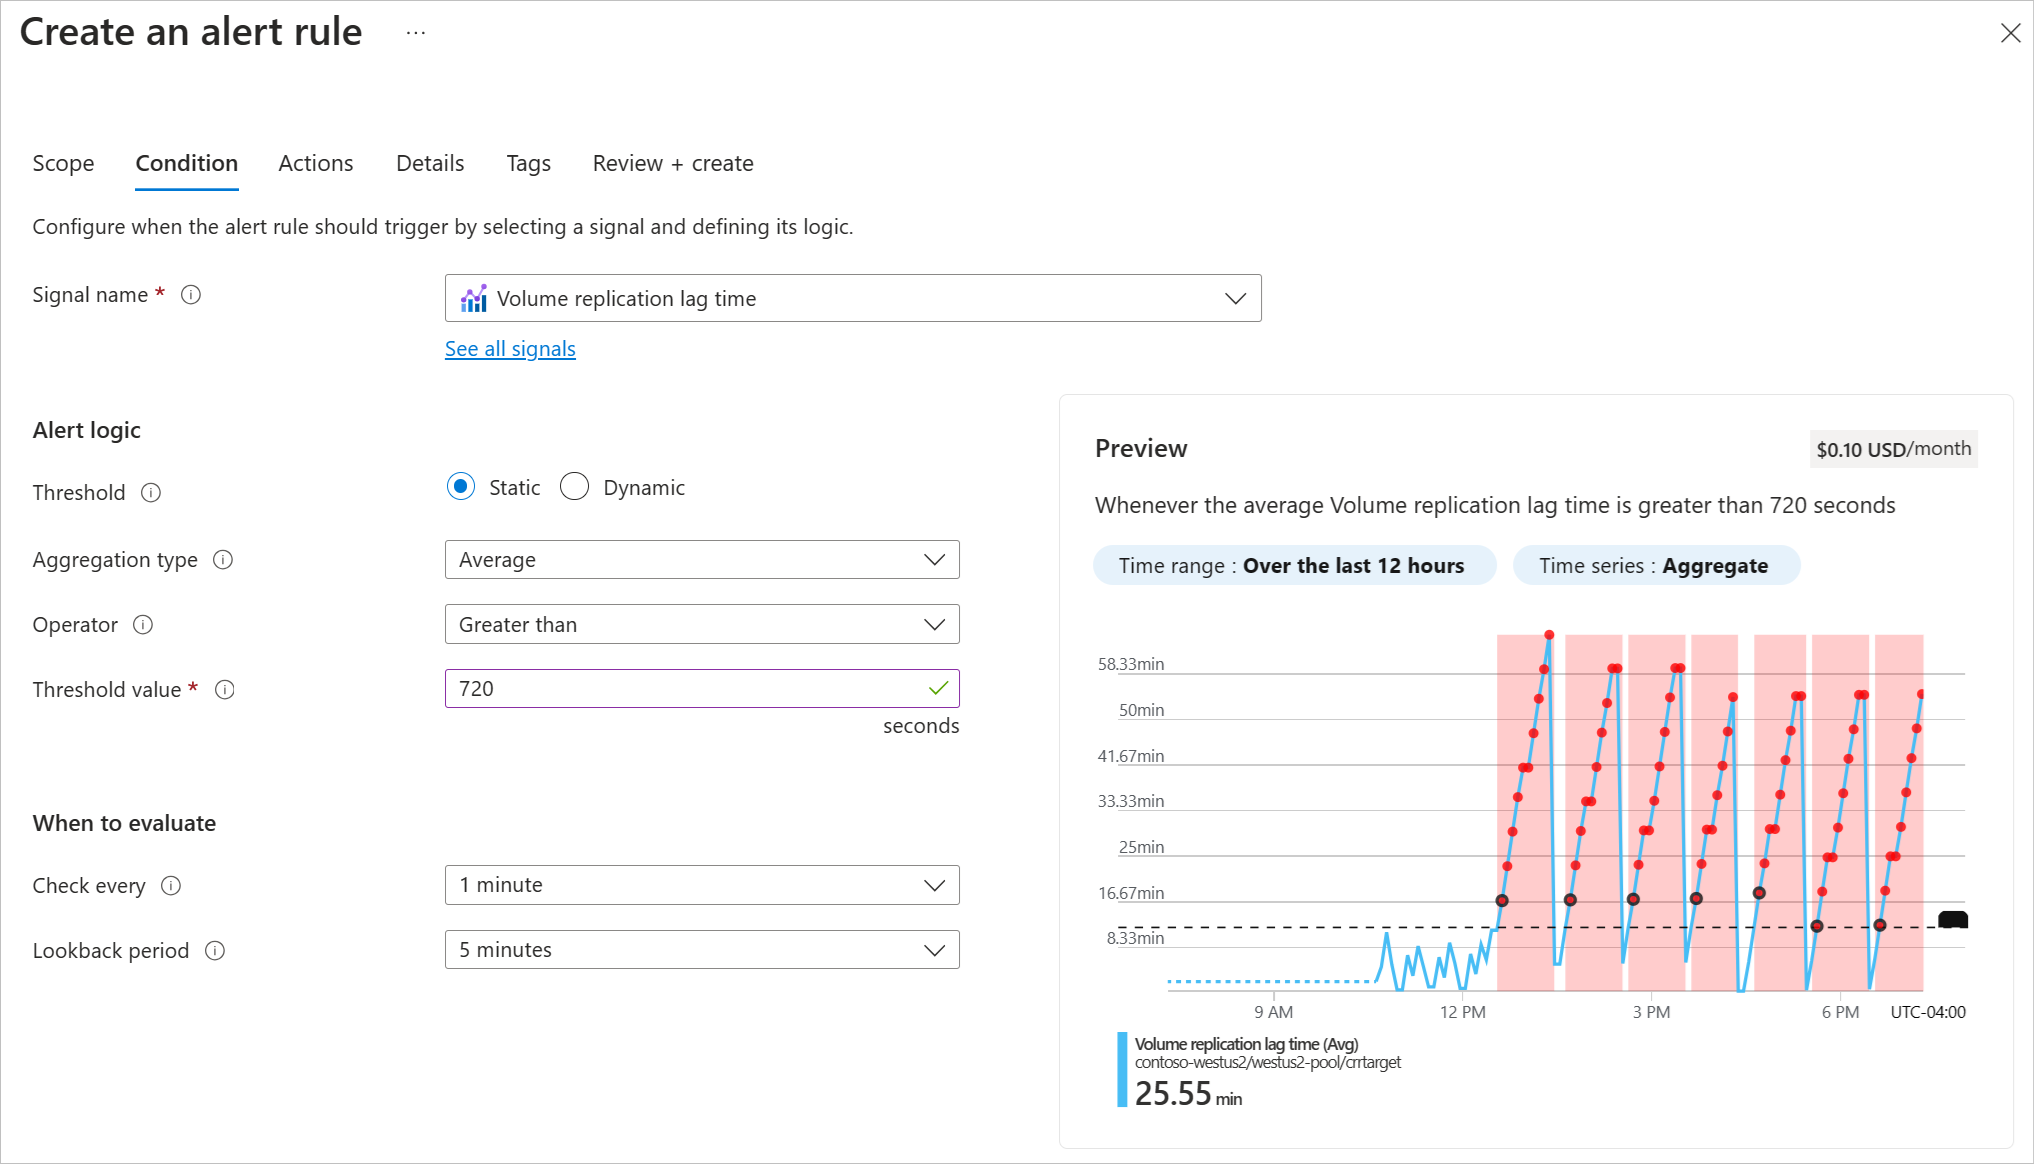 Create an alert rule ...
Scope Condition Actions Details Tags Review + create
Configure when the alert rule should trigger by selecting a signal and defining its logic.
Signal name * Volume replication lag time
See all signals
Alert logic
Threshold Static Dynamic
Aggregation type Average
Operator Greater than
Threshold value * 720
seconds
When to evaluate
Check every 1 minute
Lookback period 5 minutes
Preview $0.10 USD/month
Whenever the average Volume replication lag time is greater than 720 seconds
Time range : Over the last 12 hours Time series : Aggregate
58.33min
50min
41.67min
33.33min
25min
16.67min
8.33min
9 AM 12 PM 3 PM 6 PM UTC-04:00
Volume replication lag time (Avg)
contoso-westus2/westus2-pool/crrtarget
25.55 min